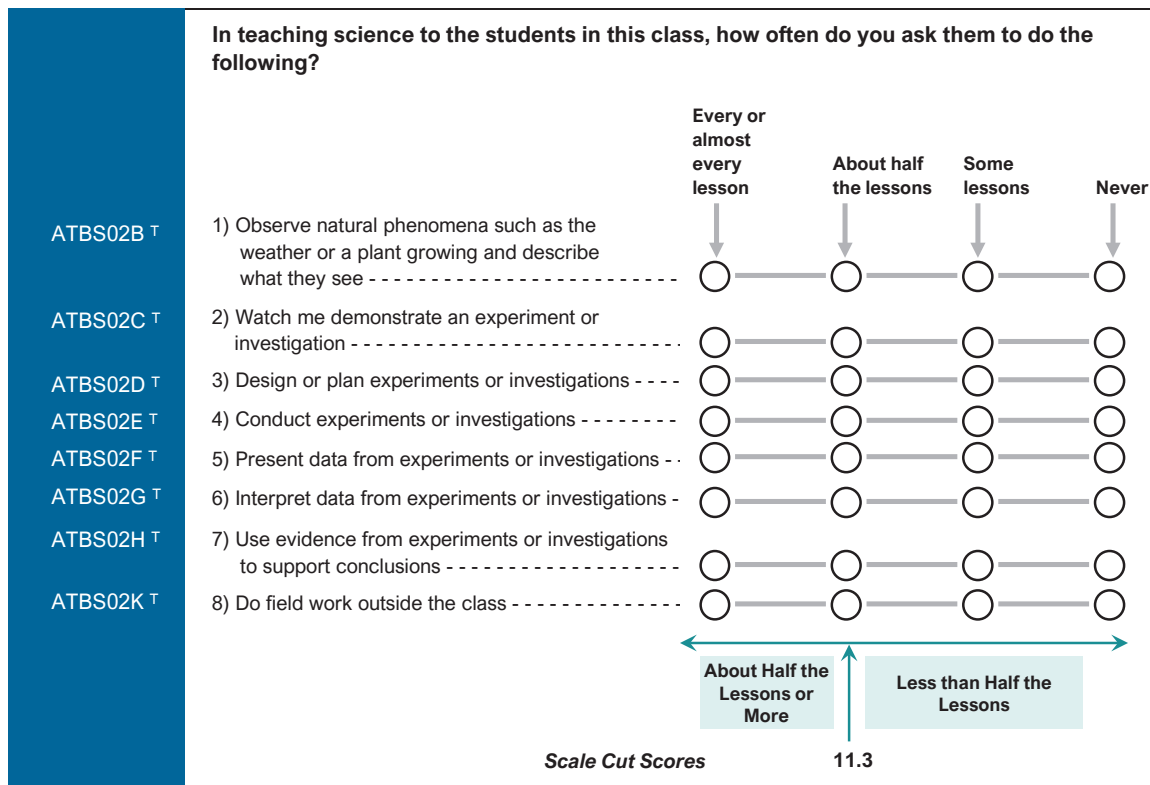 In teaching science to the students in this class, how often do you ask them to do the
following?
Every or
almost
every
lesson
About half
the lessons
Some
lessons
Never
ATBS02B ᵀ
1) Observe natural phenomena such as the
weather or a plant growing and describe
what they see - - - - - - - - - - - - - - - - - - - - - - - - - -
ATBS02C ᵀ
2) Watch me demonstrate an experiment or
investigation - - - - - - - - - - - - - - - - - - - - - - - - - - - -
ATBS02D ᵀ
3) Design or plan experiments or investigations - - - -
ATBS02E ᵀ
4) Conduct experiments or investigations - - - - - - - -
ATBS02F ᵀ
5) Present data from experiments or investigations - -
ATBS02G ᵀ
6) Interpret data from experiments or investigations -
ATBS02H ᵀ
7) Use evidence from experiments or investigations
to support conclusions - - - - - - - - - - - - - - - - - - -
ATBS02K ᵀ
8) Do field work outside the class - - - - - - - - - - - - - -
About Half the
Lessons or
More
Less than Half the
Lessons
Scale Cut Scores 11.3